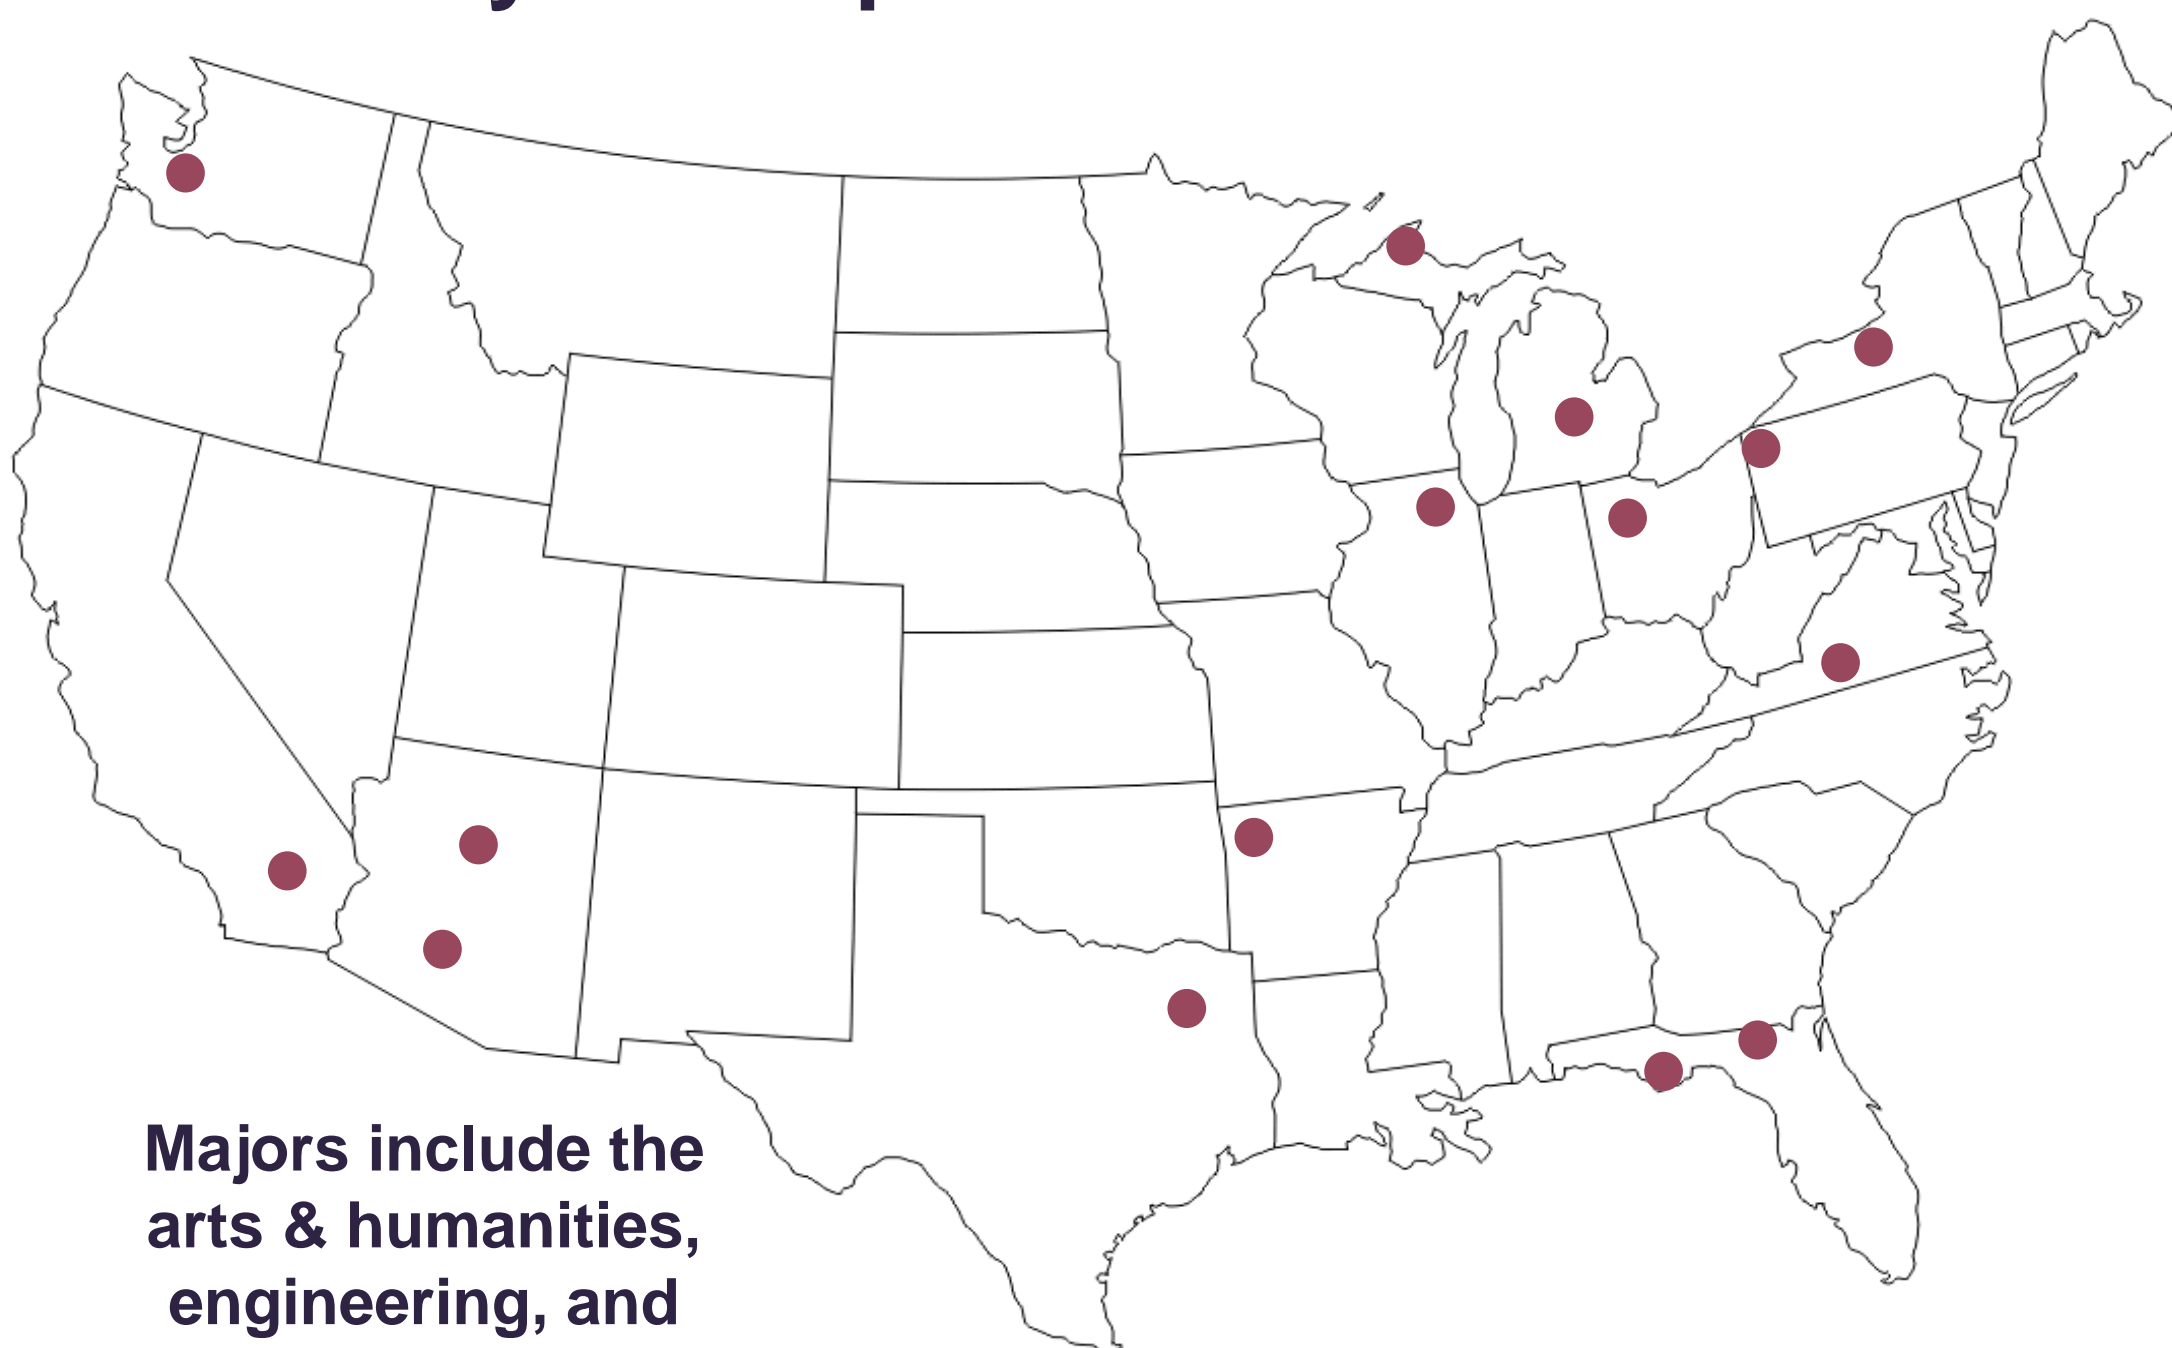 Majors include the
arts & humanities,
engineering, and